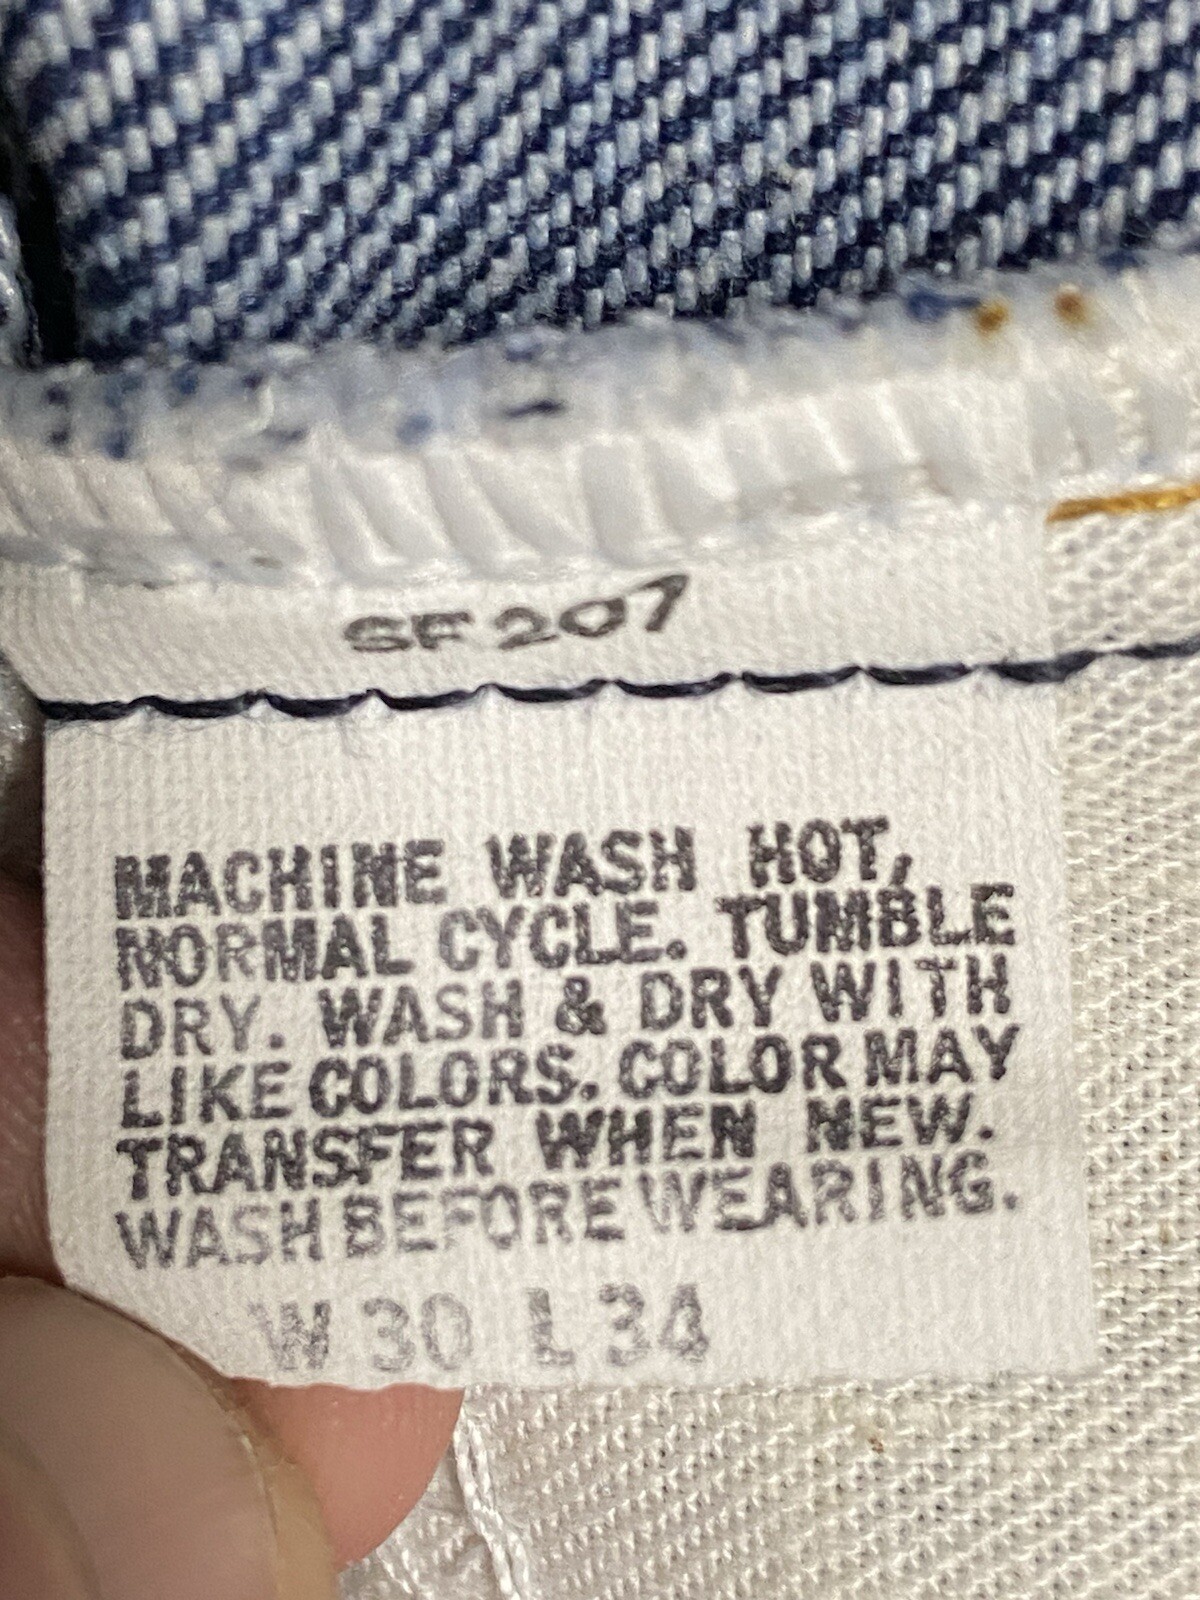 SF 207
MACHINE WASH HOT,
NORMAL CYCLE. TUMBLE
DRY. WASH & DRY WITH
LIKE COLORS. COLOR MAY
TRANSFER WHEN NEW.
WASH BEFORE WEARING.
W 30 L 34